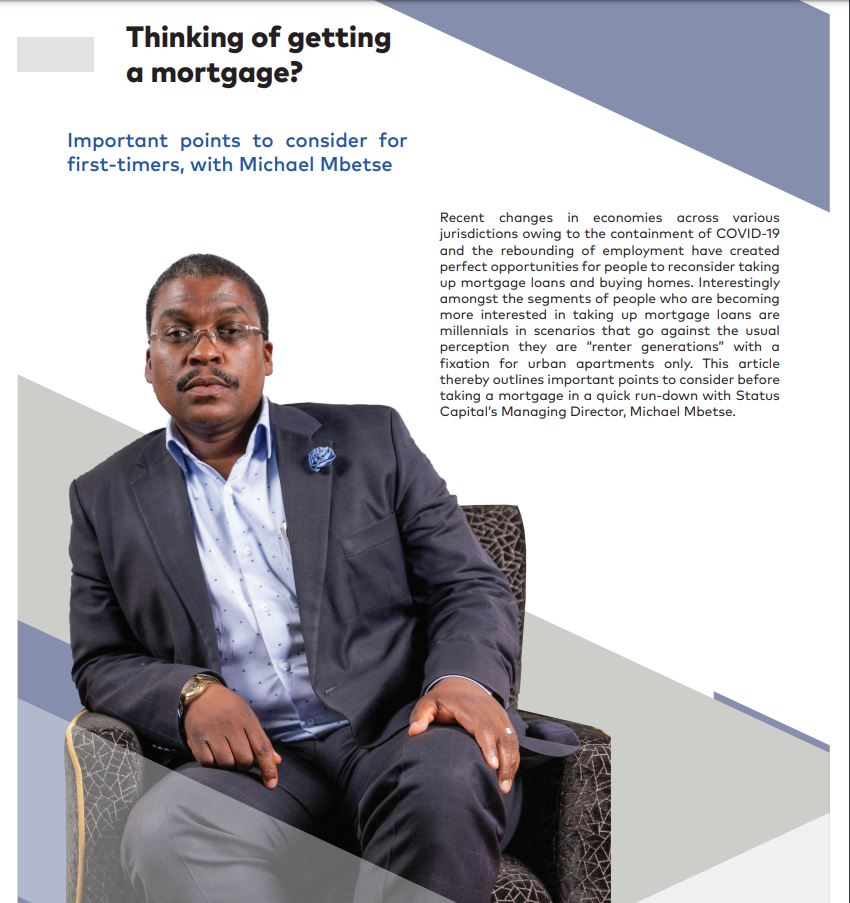 Thinking of getting
a mortgage?
Important points to consider for
first-timers, with Michael Mbetse
Recent changes in economies across various
jurisdictions owing to the containment of COVID-19
and the rebounding of employment have created
perfect opportunities for people to reconsider taking
up mortgage loans and buying homes. Interestingly
amongst the segments of people who are becoming
more interested in taking up mortgage loans are
millennials in scenarios that go against the usual
perception they are “renter generations” with a
fixation for urban apartments only. This article
thereby outlines important points to consider before
taking a mortgage in a quick run-down with Status
Capital’s Managing Director, Michael Mbetse.